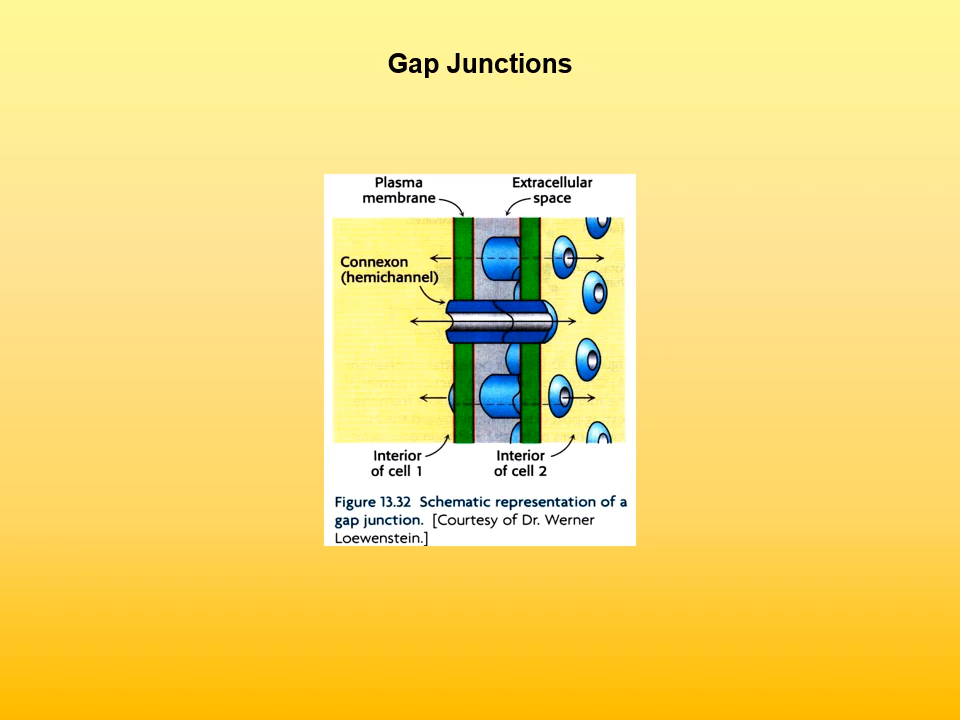 Gap Junctions
Plasma
membrane
Extracellular
space
Connexon
(hemichannel)
Interior
of cell 1
Interior
of cell 2
Figure 13.32 Schematic representation of a
gap junction. [Courtesy of Dr. Werner
Loewenstein.]